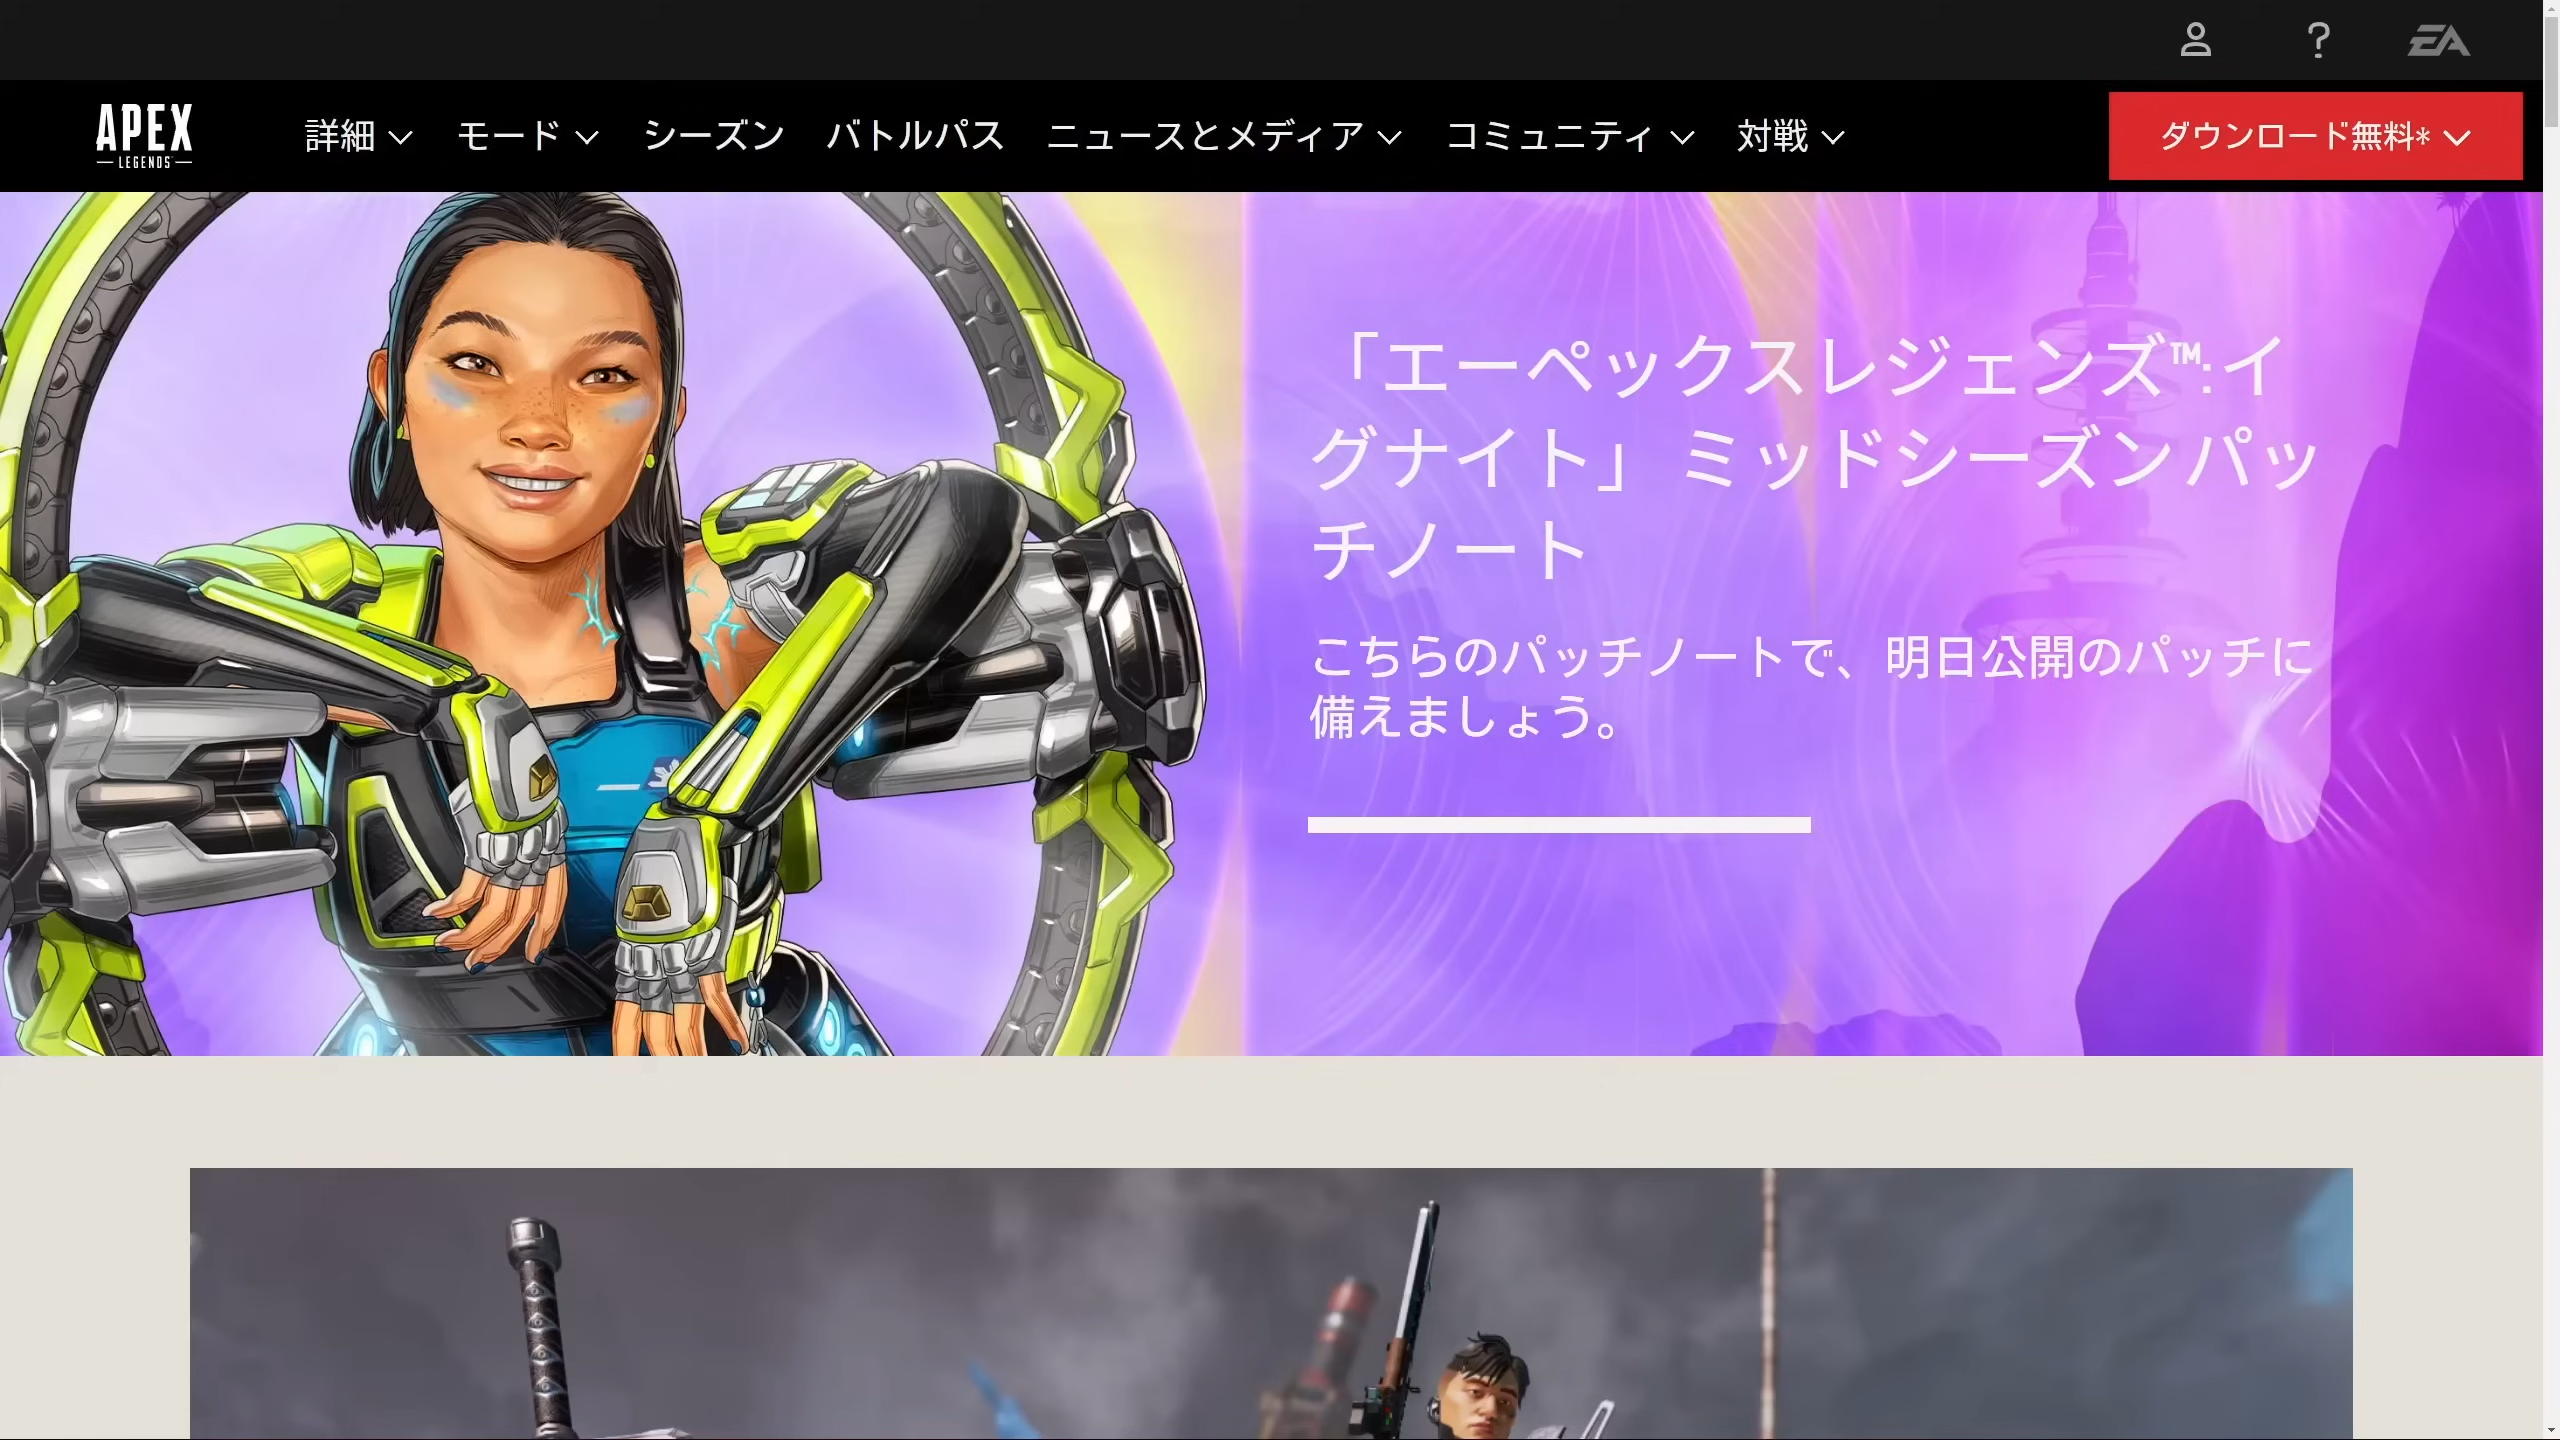 EA
APEX
LEGENDS
詳細 モード シーズン バトルパス ニュースとメディア コミュニティ 対戦 ダウンロード無料*
「エーペックスレジェンズ™:イ
グナイト」ミッドシーズンパッ
チノート
こちらのパッチノートで、明日公開のパッチに
備えましょう。